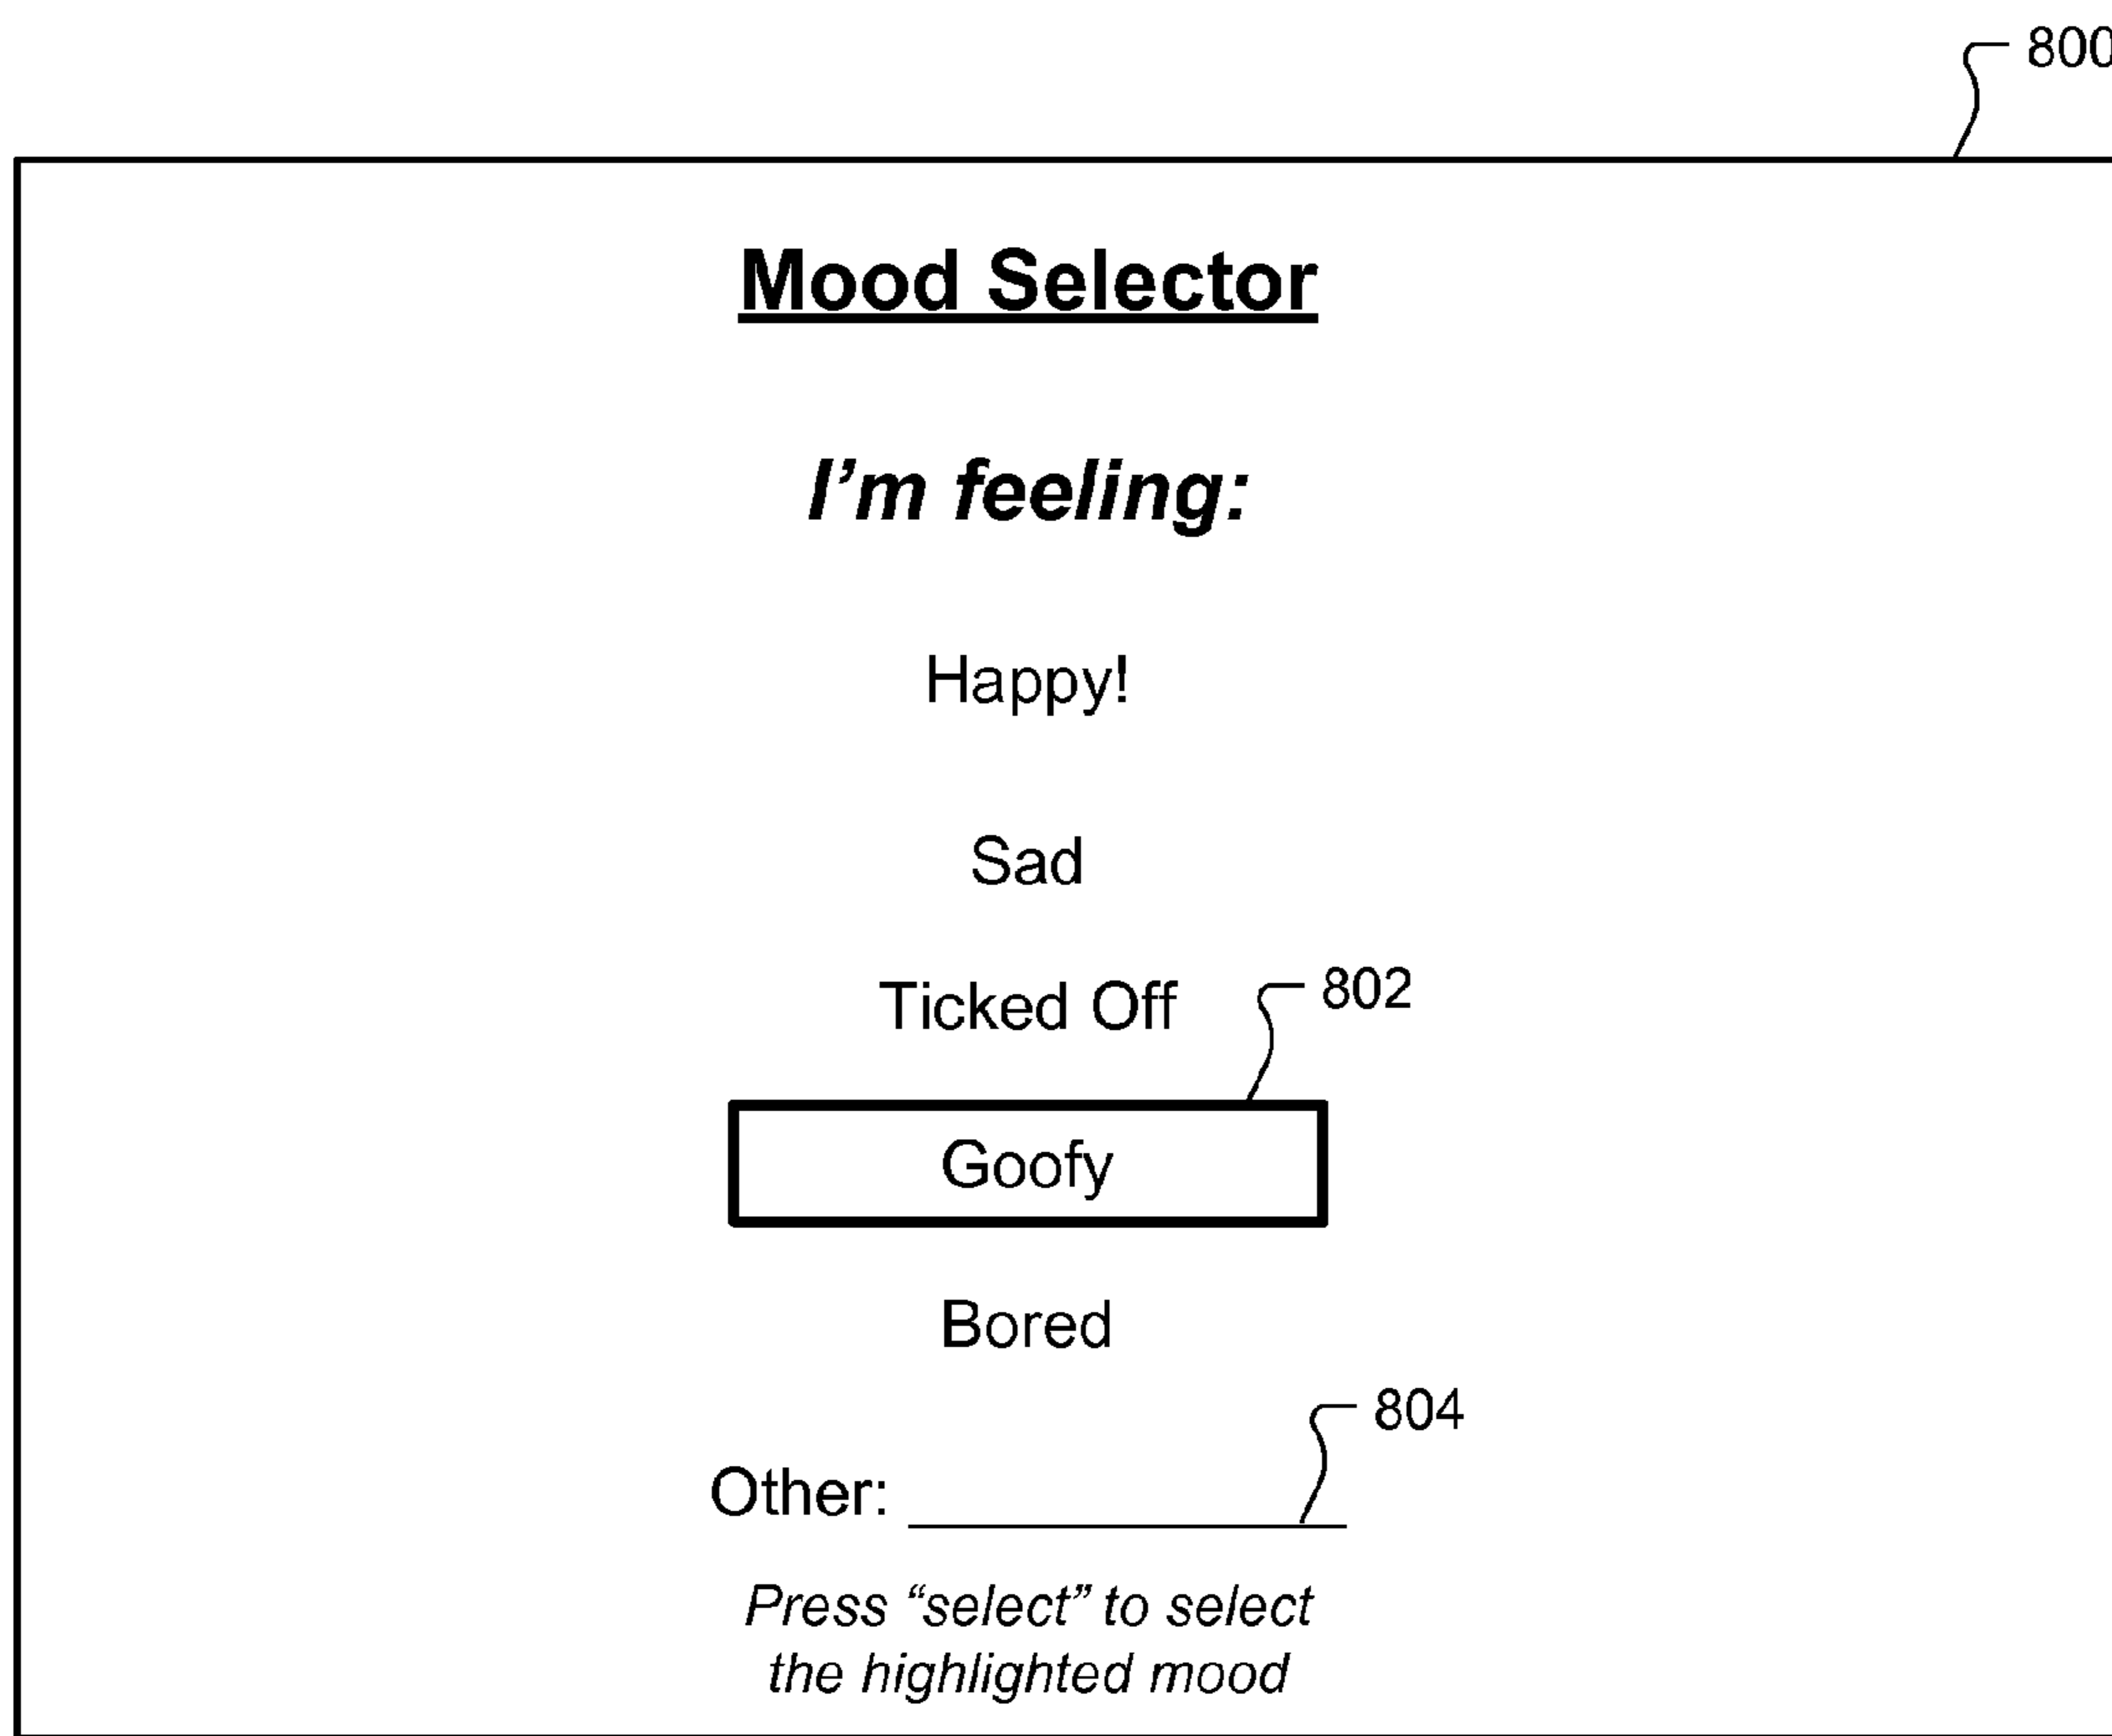 800
Mood Selector
I'm feeling:
Happy!
Sad
Ticked Off
802
Goofy
Bored
804
Other:
Press “select” to select
the highlighted mood